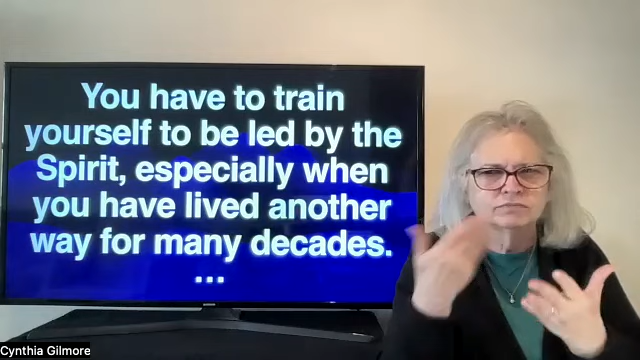 You have to train
yourself to be led by the
Spirit, especially when
you have lived another
way for many decades.
...
Cynthia Gilmore